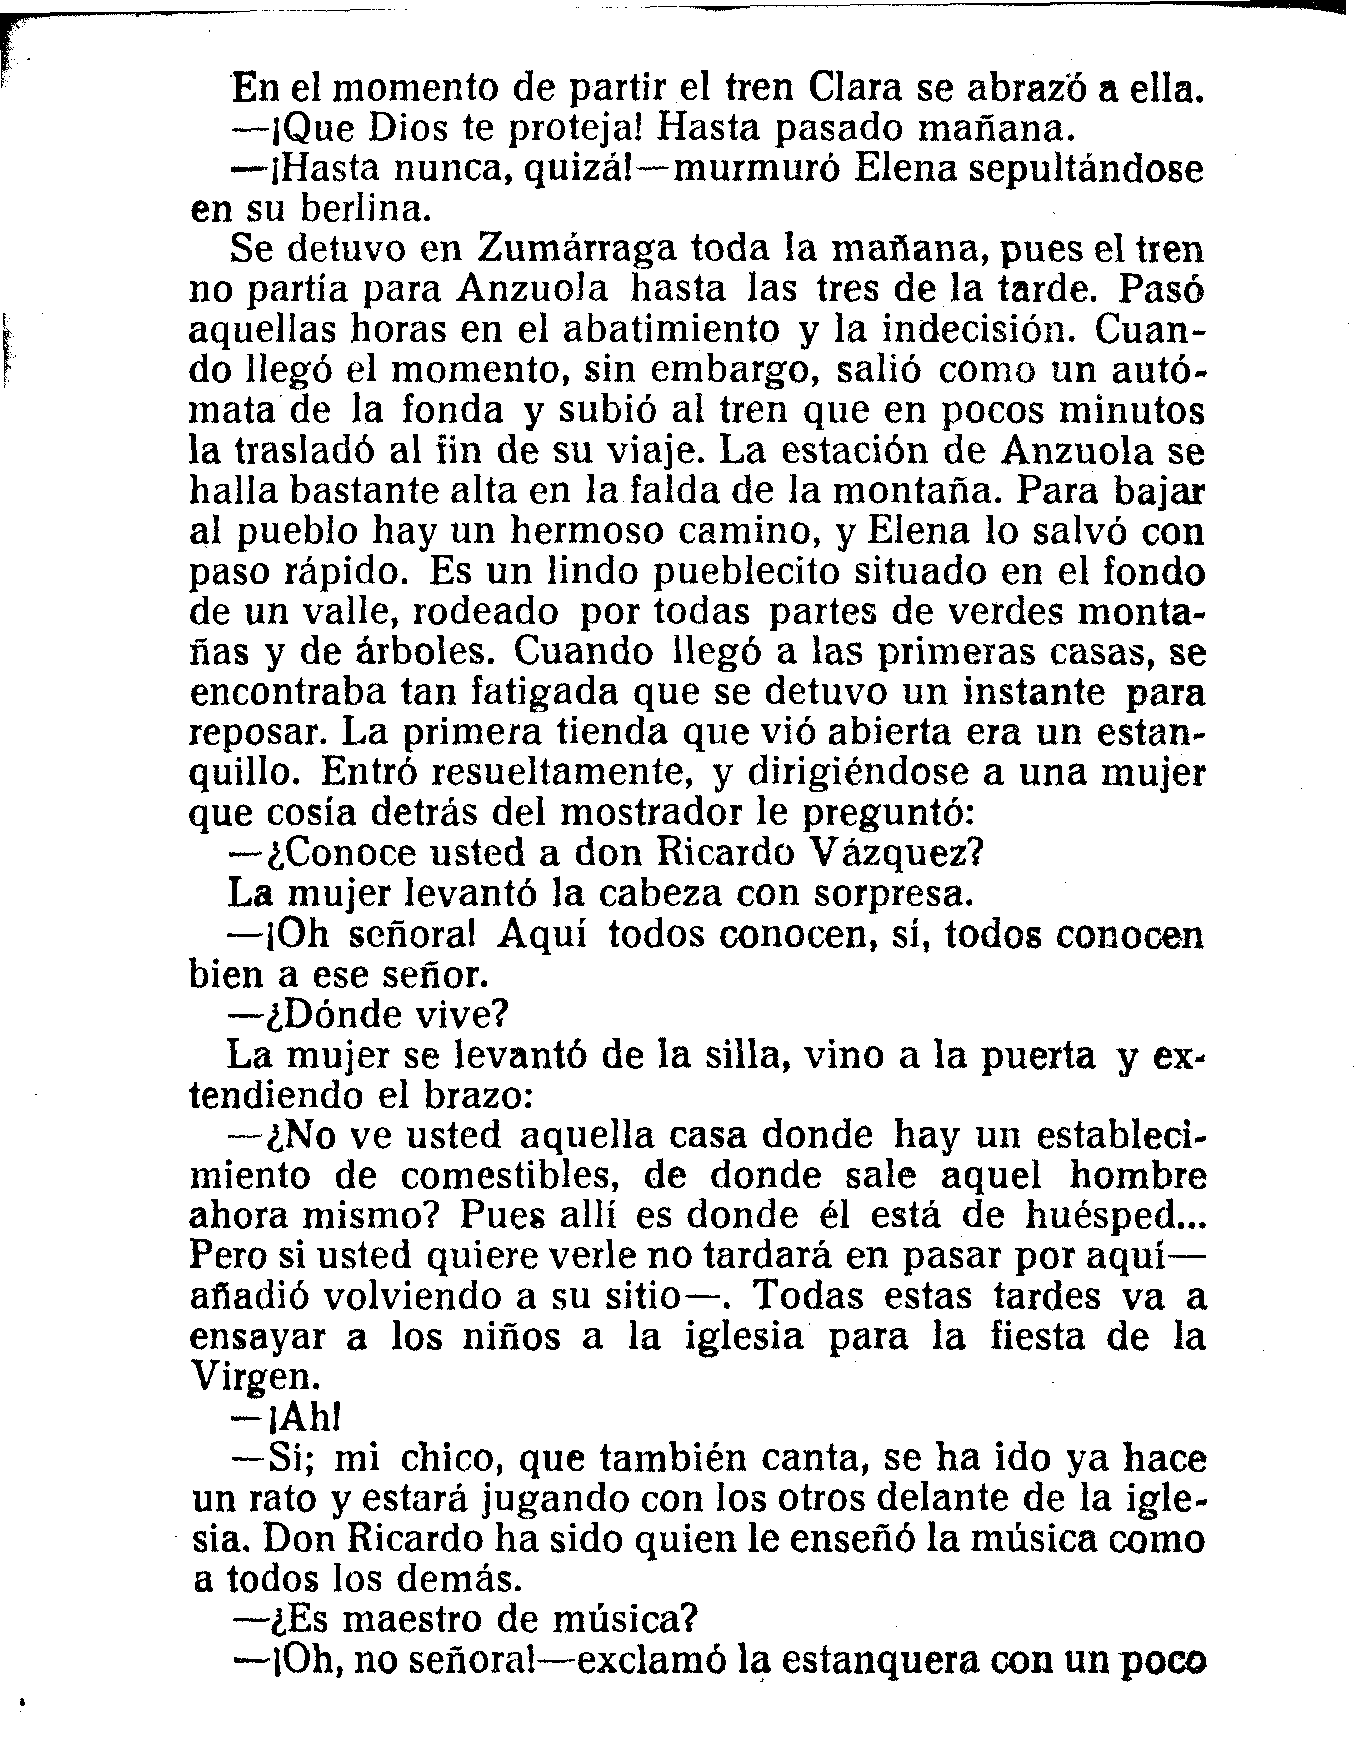 En el momento de partir el tren Clara se abrazó a ella.
—¡Que Dios te proteja! Hasta pasado mañana.
—¡Hasta nunca, quizá!—murmuró Elena sepultándose
en su berlina.
Se detuvo en Zumárraga toda la mañana, pues el tren
no partía para Anzuola hasta las tres de la tarde. Pasó
aquellas horas en el abatimiento y la indecisión. Cuan-
do llegó el momento, sin embargo, salió como un autó-
mata de la fonda y subió al tren que en pocos minutos
la trasladó al fin de su viaje. La estación de Anzuola se
halla bastante alta en la falda de la montaña. Para bajar
al pueblo hay un hermoso camino, y Elena lo salvó con
paso rápido. Es un lindo pueblecito situado en el fondo
de un valle, rodeado por todas partes de verdes monta-
ñas y de árboles. Cuando llegó a las primeras casas, se
encontraba tan fatigada que se detuvo un instante para
reposar. La primera tienda que vió abierta era un estan-
quillo. Entró resueltamente, y dirigiéndose a una mujer
que cosía detrás del mostrador le preguntó:
—¿Conoce usted a don Ricardo Vázquez?
La mujer levantó la cabeza con sorpresa.
—¡Oh señora! Aquí todos conocen, sí, todos conocen
bien a ese señor.
—¿Dónde vive?
La mujer se levantó de la silla, vino a la puerta y ex-
tendiendo el brazo:
—¿No ve usted aquella casa donde hay un estableci-
miento de comestibles, de donde sale aquel hombre
ahora mismo? Pues allí es donde él está de huésped...
Pero si usted quiere verle no tardará en pasar por aquí—
añadió volviendo a su sitio—. Todas estas tardes va a
ensayar a los niños a la iglesia para la fiesta de la
Virgen.
—¡Ah!
—Si; mi chico, que también canta, se ha ido ya hace
un rato y estará jugando con los otros delante de la igle-
sia. Don Ricardo ha sido quien le enseñó la música como
a todos los demás.
—¿Es maestro de música?
—¡Oh, no señora!—exclamó la estanquera con un poco